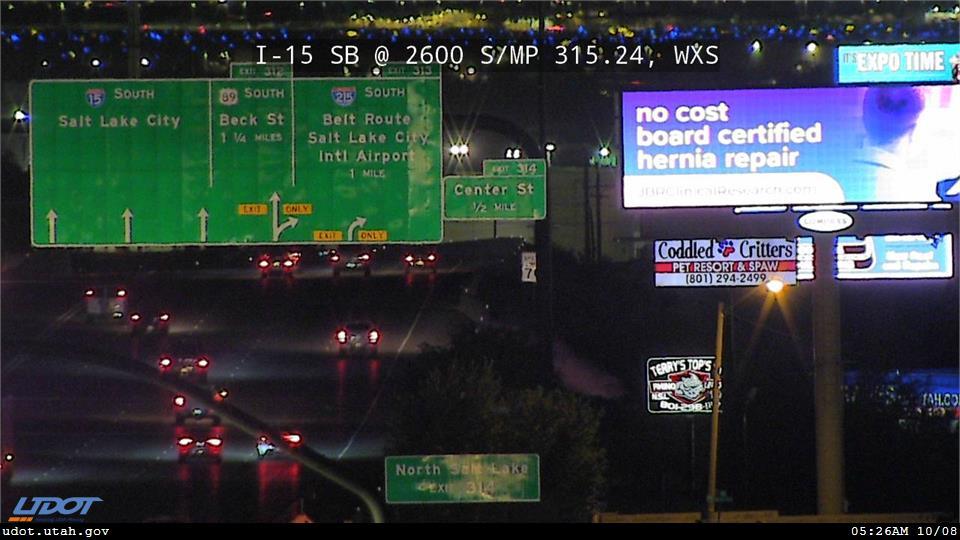 I-15 SB @ 2600 S/MP 315.24, WXS
EXPO TIME
EXIT 312
EXIT 313
15 SOUTH
Salt Lake City
89 SOUTH
Beck St
1 ¼ MILES
215 SOUTH
Belt Route
Salt Lake City
Intl Airport
1 MILE
EXIT ONLY
EXIT ONLY
EXIT 314
Center St
½ MILE
no cost
board certified
hernia repair
JBRClinicalResearch.com
Coddled Critters
PET RESORT & SPAW
(801) 294-2499
7
TERRY'S TOP'S
RHINO
North Salt Lake
EXIT 314
UDOT
udot.utah.gov
05:26AM 10/08